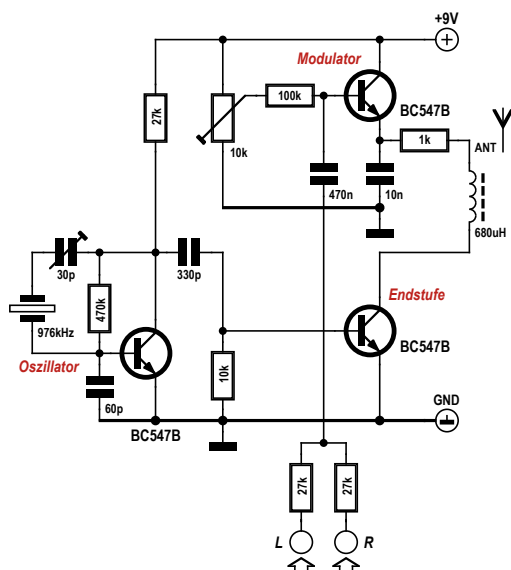 +9V
Modulator
27k
10k
100k
BC547B
1k
ANT
470n
10n
680uH
30p
330p
470k
976kHz
Oszillator
Endstufe
BC547B
10k
60p
BC547B
GND
27k
27k
L
R